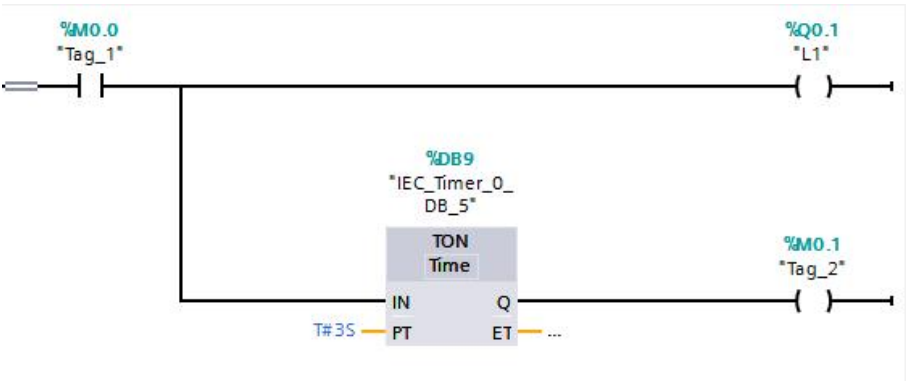 %M0.0
"Tag_1"
%Q0.1
"L1"
%DB9
"IEC_Timer_0_
DB_5"
TON
Time
%M0.1
"Tag_2"
IN Q
T#3S PT ET ...